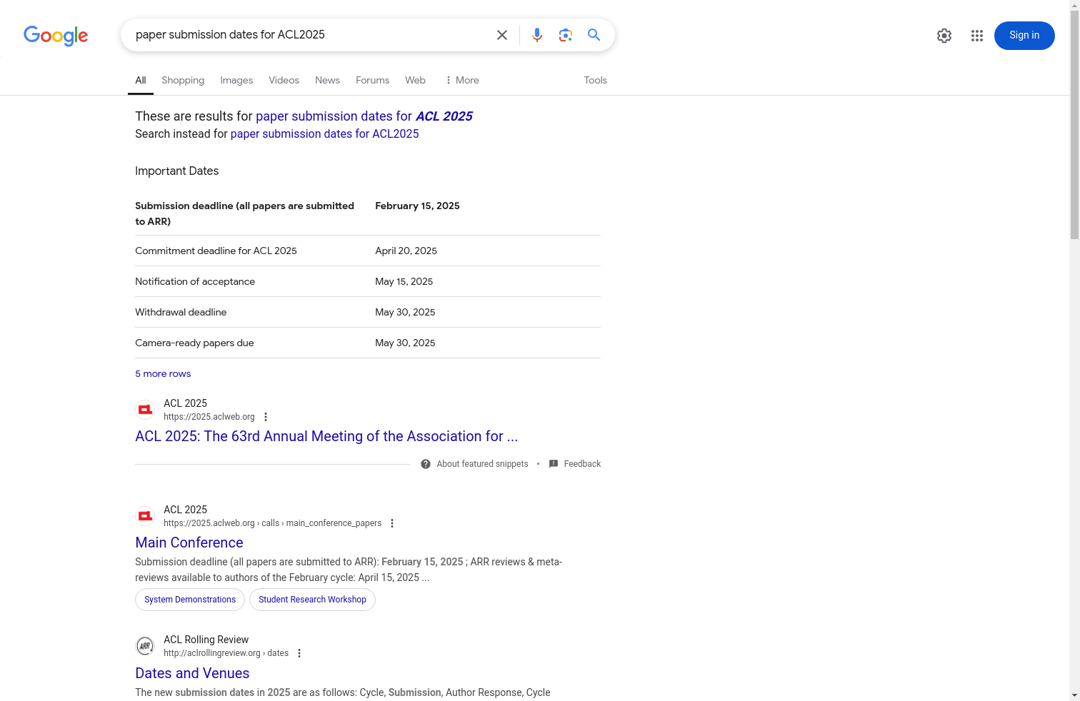 Google
paper submission dates for ACL2025
Sign in
All Shopping Images Videos News Forums Web More Tools
These are results for paper submission dates for ACL 2025
Search instead for paper submission dates for ACL2025
Important Dates
Submission deadline (all papers are submitted February 15, 2025
to ARR)
Commitment deadline for ACL 2025 April 20, 2025
Notification of acceptance May 15, 2025
Withdrawal deadline May 30, 2025
Camera-ready papers due May 30, 2025
5 more rows
ACL 2025
https://2025.aclweb.org
ACL 2025: The 63rd Annual Meeting of the Association for ...
About featured snippets • Feedback
ACL 2025
https://2025.aclweb.org › calls › main_conference_papers
Main Conference
Submission deadline (all papers are submitted to ARR): February 15, 2025 ; ARR reviews & meta-
reviews available to authors of the February cycle: April 15, 2025 ...
System Demonstrations Student Research Workshop
ARR
ACL Rolling Review
http://aclrollingreview.org › dates
Dates and Venues
The new submission dates in 2025 are as follows: Cycle, Submission, Author Response, Cycle